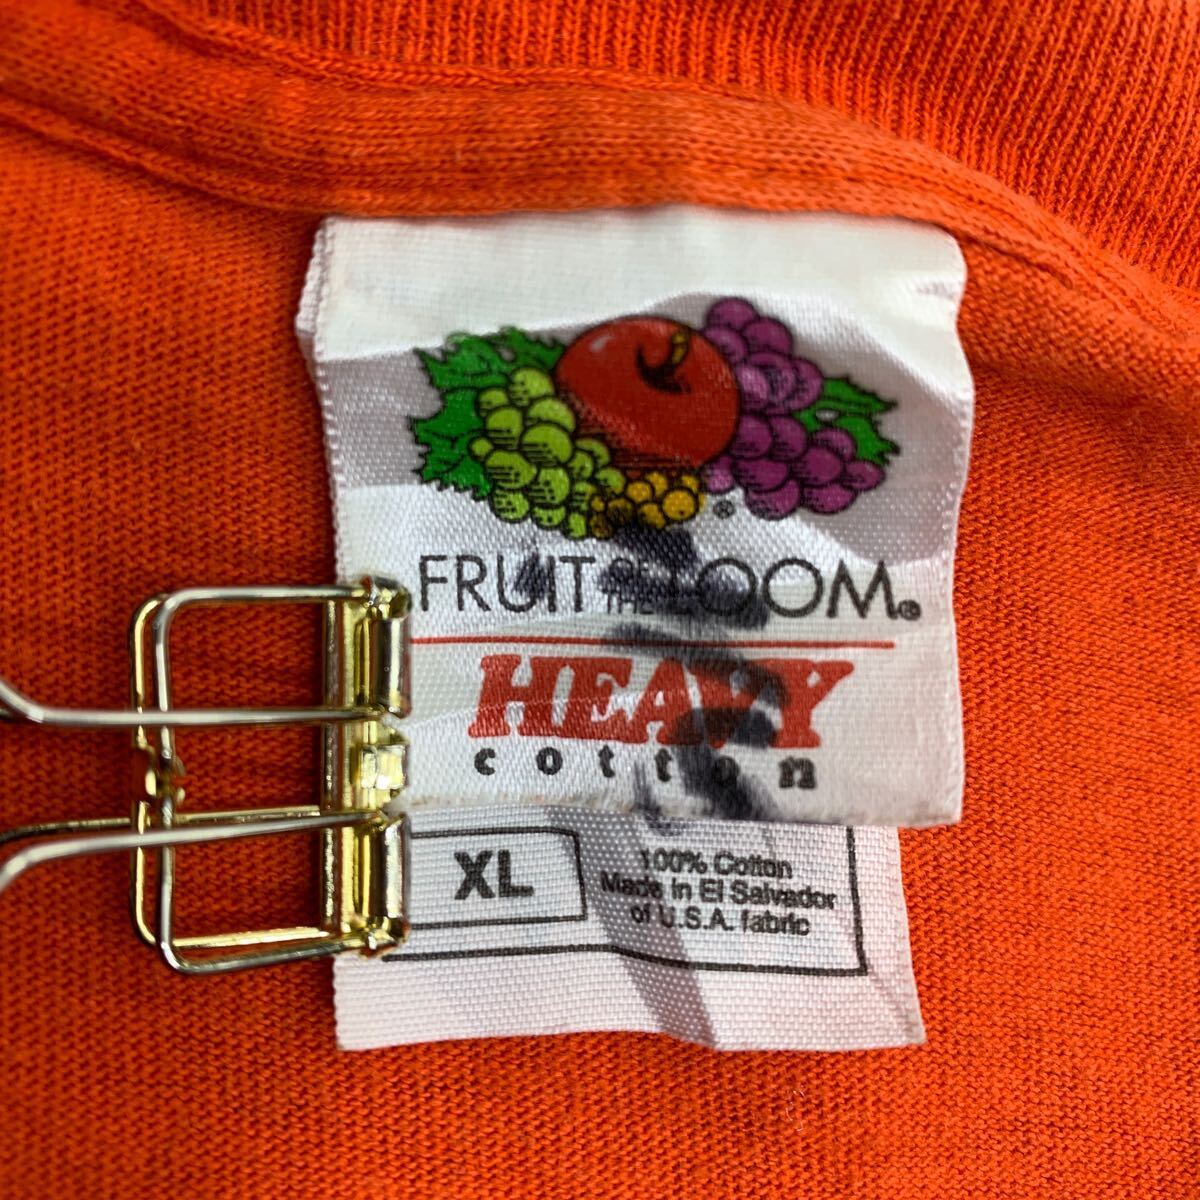 ®
FRUIT OF THE LOOM®
HEAVY
cotton
XL
100% Cotton
Made in El Salvador
of U.S.A. fabric